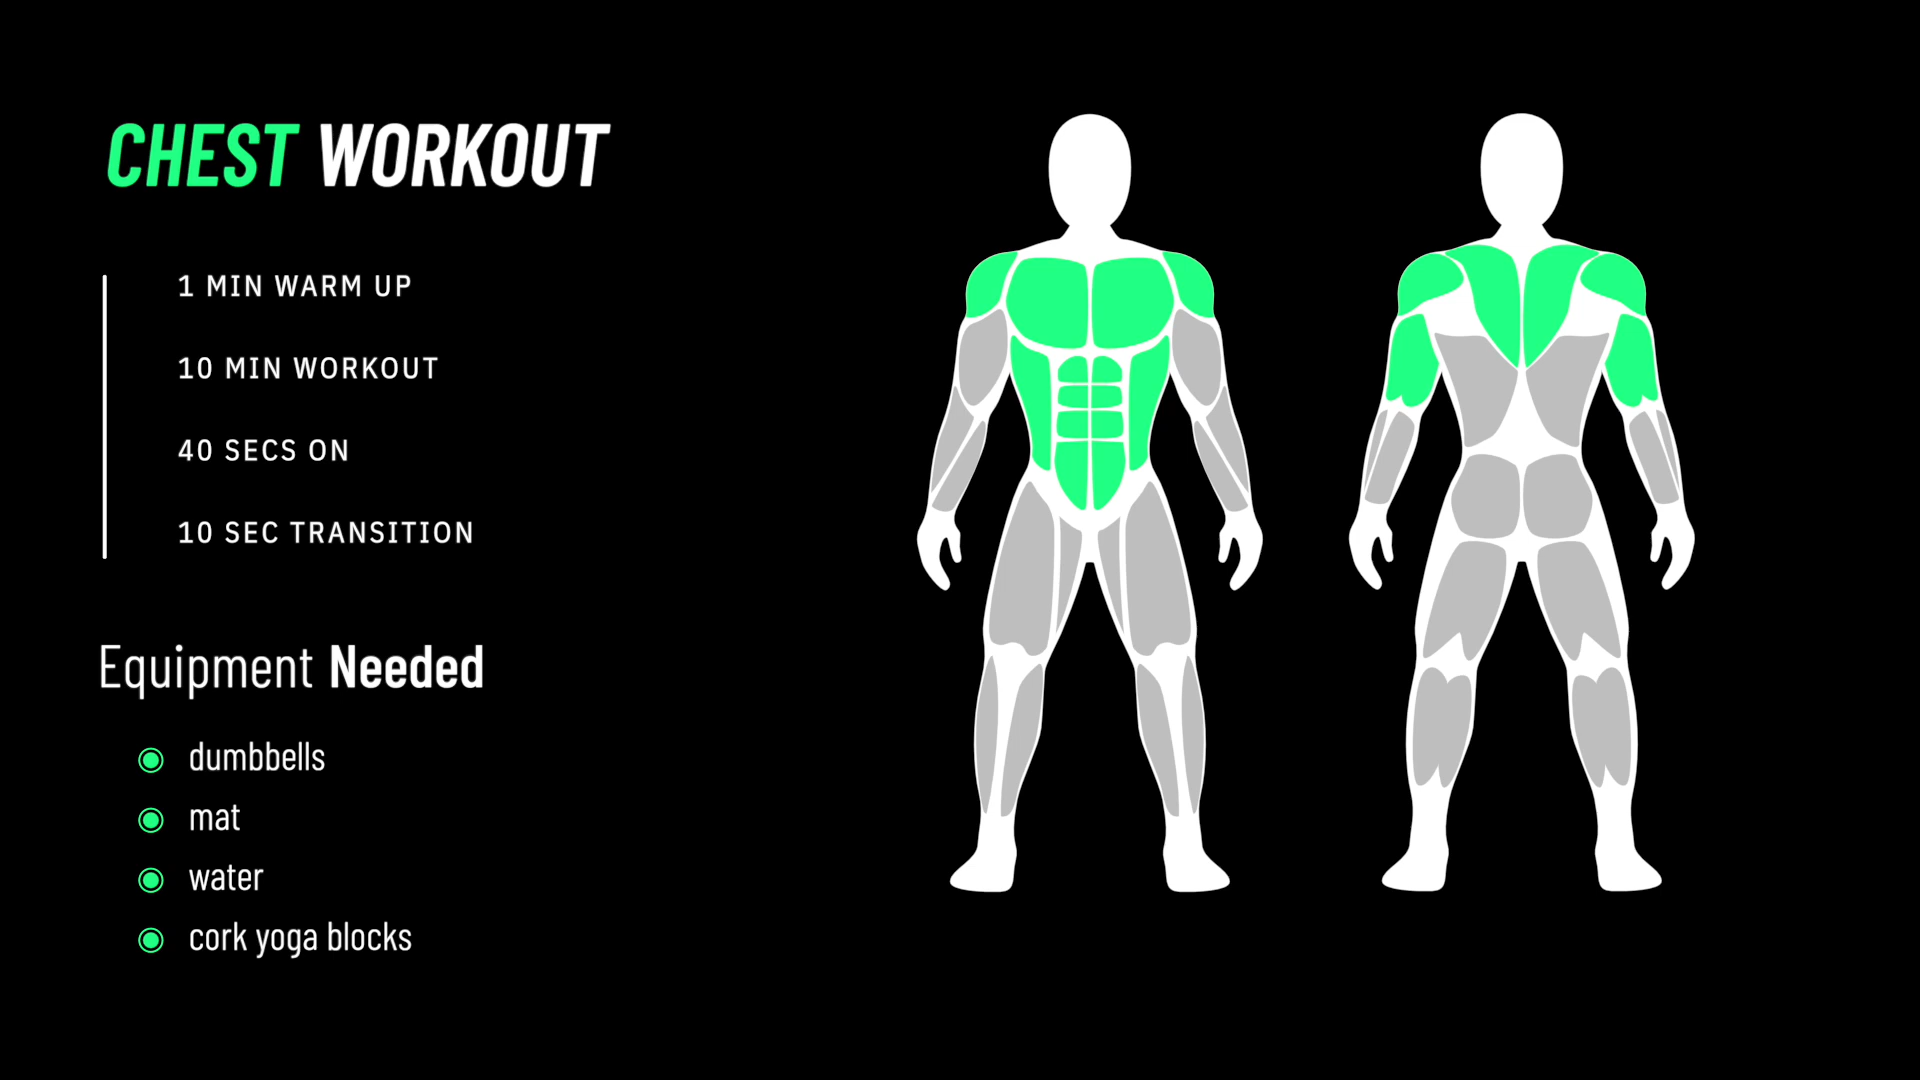 CHEST WORKOUT
1 MIN WARM UP
10 MIN WORKOUT
40 SECS ON
10 SEC TRANSITION
Equipment Needed
dumbbells
mat
water
cork yoga blocks